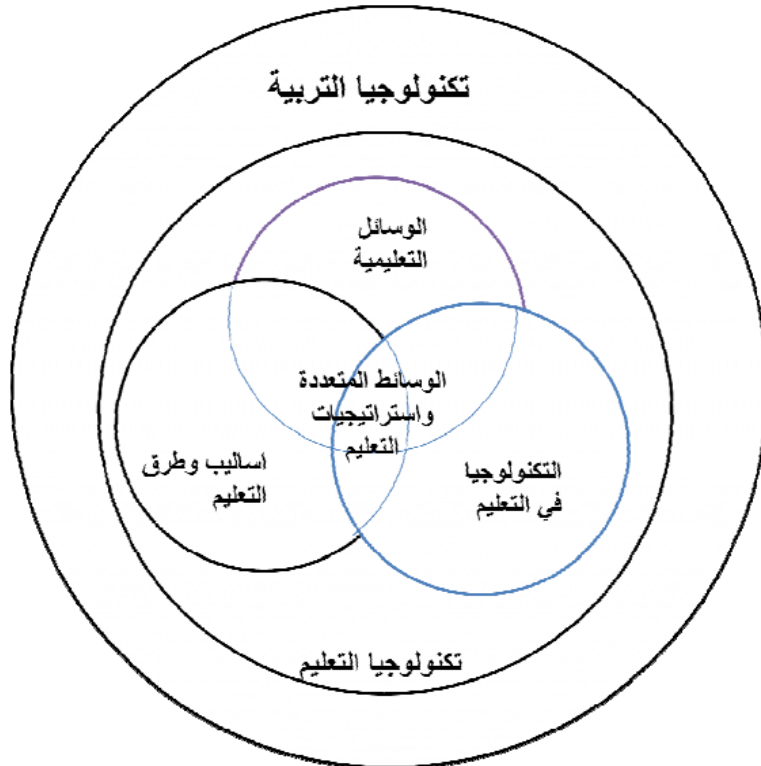 تكنولوجيا التربية
الوسائل
التعليمية
الوسائط المتعددة
واستراتيجيات
التعليم
التكنولوجيا
في التعليم
اساليب وطرق
التعليم
تكنولوجيا التعليم